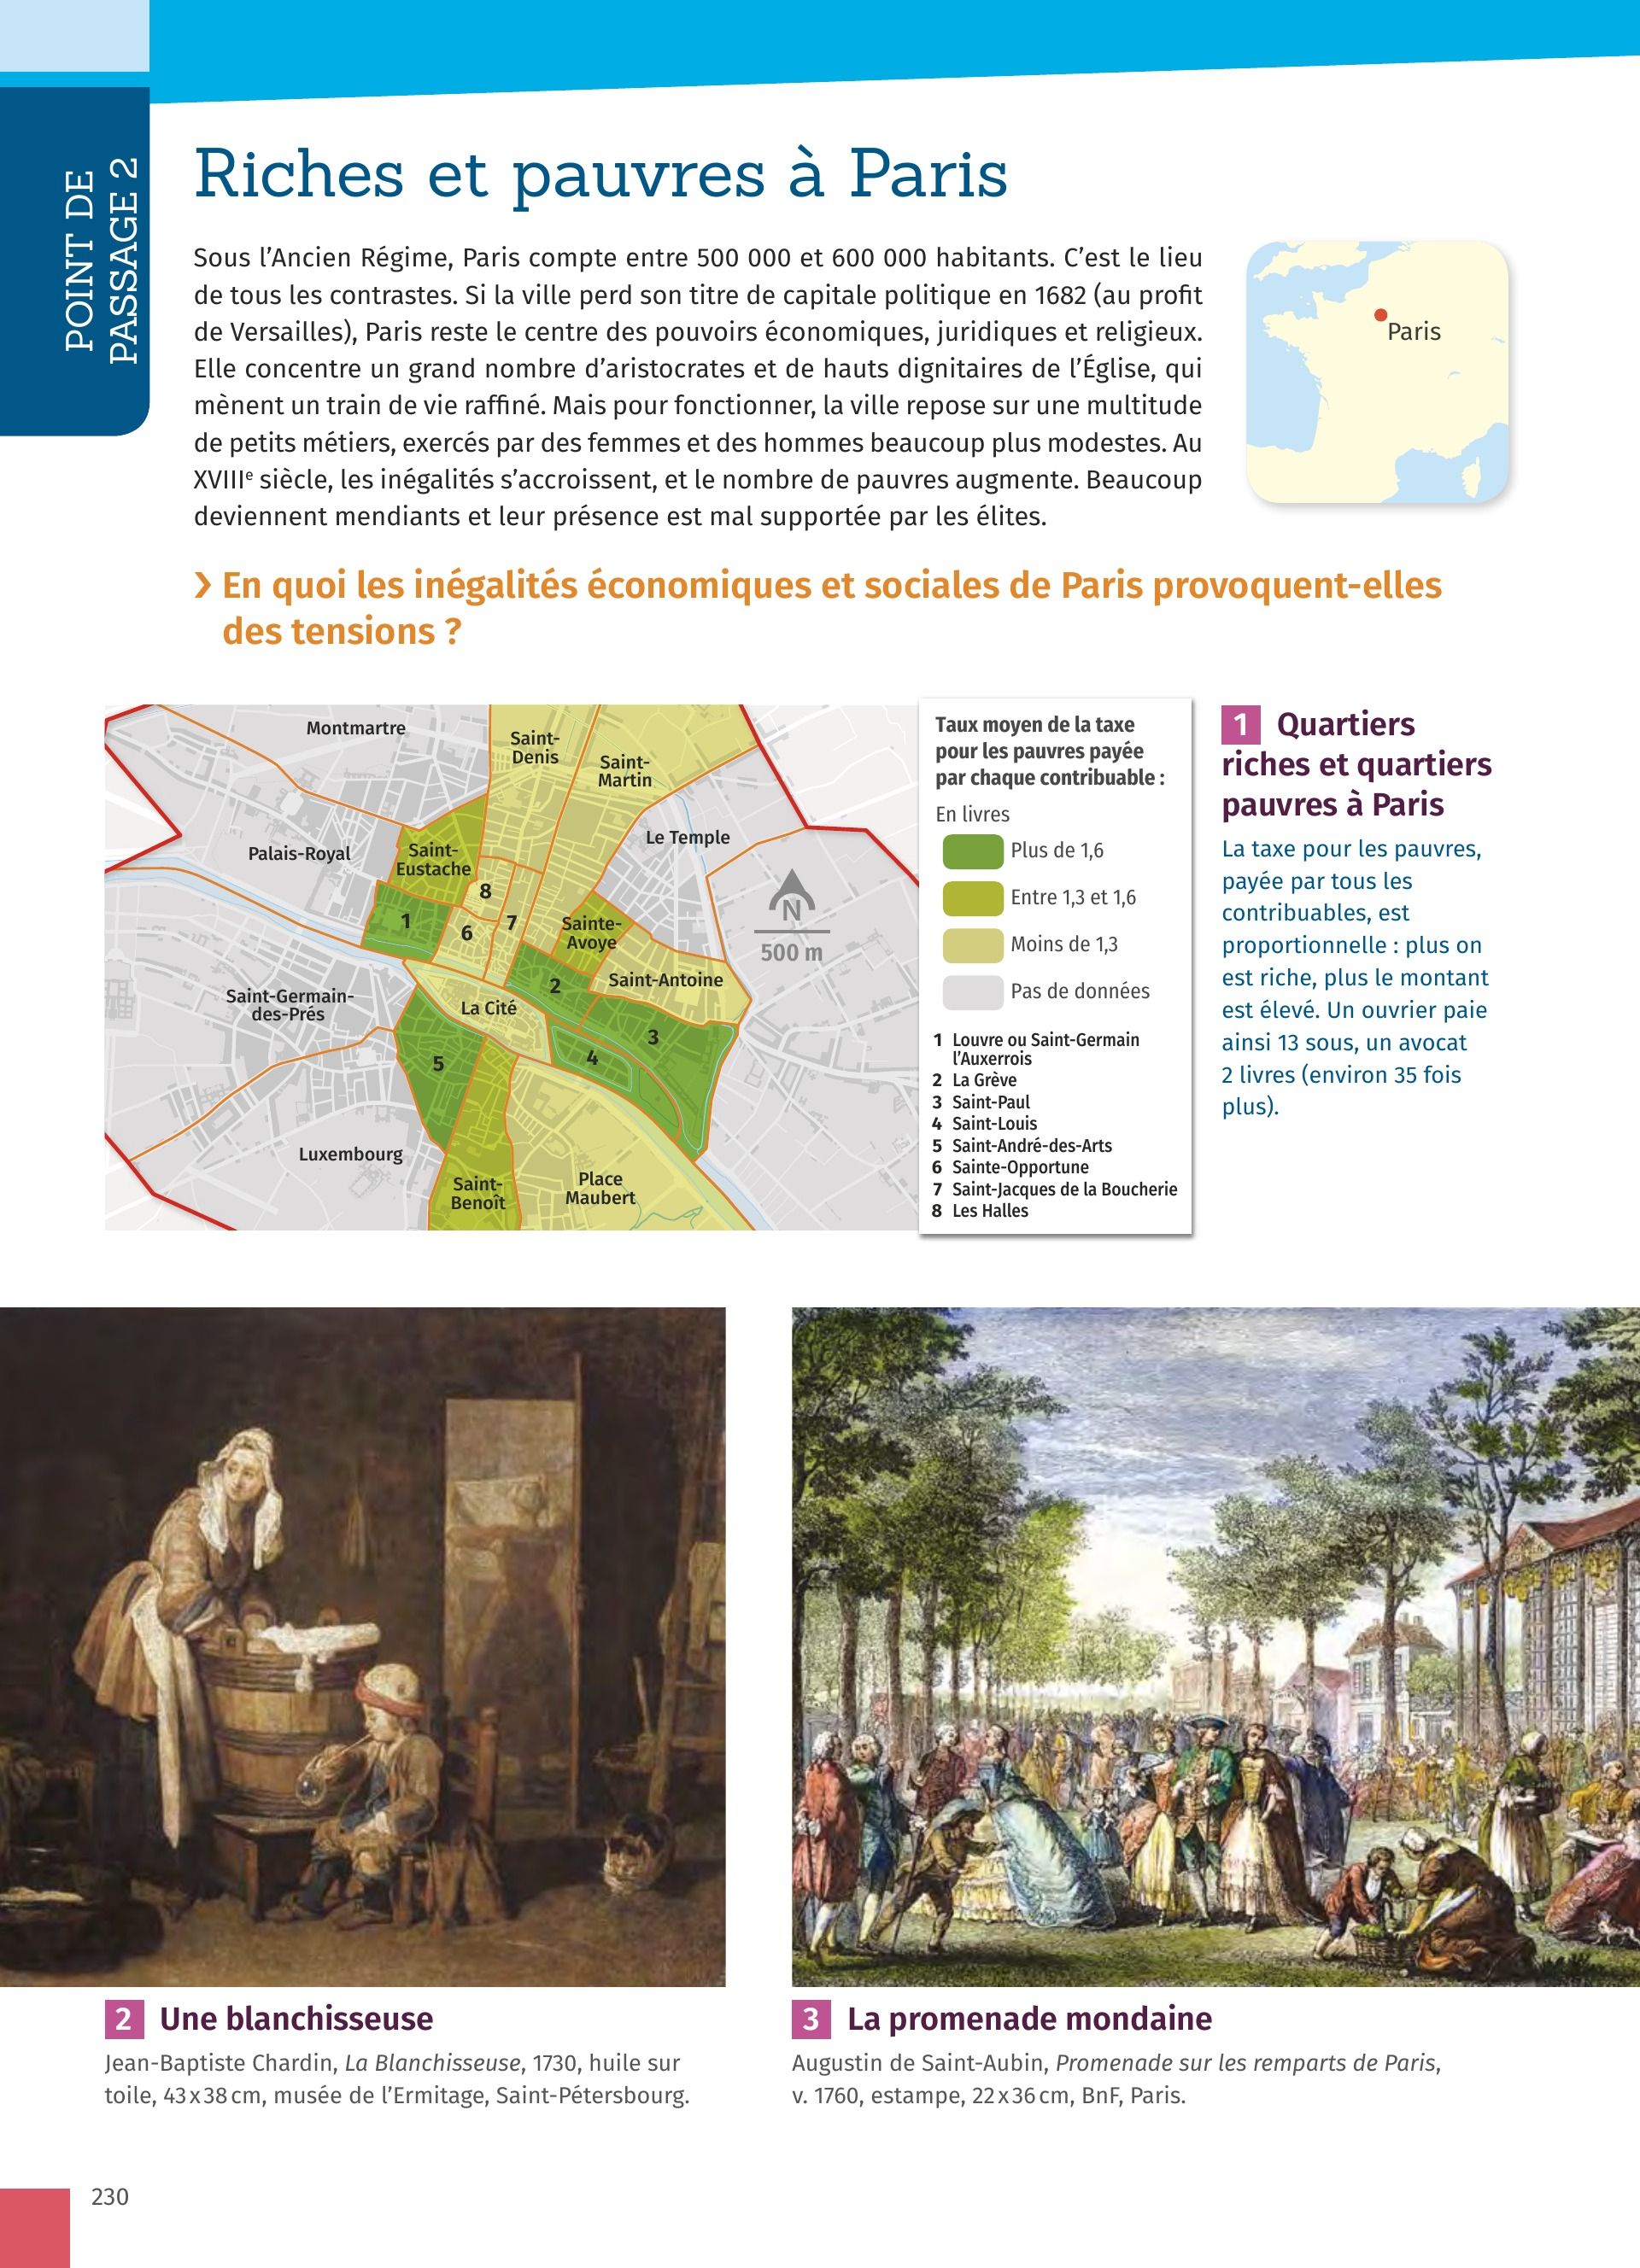 POINT DE
PASSAGE 2
Riches et pauvres à Paris
Sous l’Ancien Régime, Paris compte entre 500 000 et 600 000 habitants. C’est le lieu
de tous les contrastes. Si la ville perd son titre de capitale politique en 1682 (au profit
de Versailles), Paris reste le centre des pouvoirs économiques, juridiques et religieux.
Elle concentre un grand nombre d’aristocrates et de hauts dignitaires de l’Église, qui
mènent un train de vie raffiné. Mais pour fonctionner, la ville repose sur une multitude
de petits métiers, exercés par des femmes et des hommes beaucoup plus modestes. Au
XVIIIe siècle, les inégalités s’accroissent, et le nombre de pauvres augmente. Beaucoup
deviennent mendiants et leur présence est mal supportée par les élites.
Paris
› En quoi les inégalités économiques et sociales de Paris provoquent-elles
des tensions ?
Montmartre
Saint-
Denis
Saint-
Martin
Le Temple
Palais-Royal
Saint-
Eustache
8
1
6
7
Sainte-
Avoye
N
500 m
2
Saint-Antoine
Saint-Germain-
des-Prés
La Cité
3
4
5
Luxembourg
Saint-
Benoît
Place
Maubert
Taux moyen de la taxe
pour les pauvres payée
par chaque contribuable :
En livres
Plus de 1,6
Entre 1,3 et 1,6
Moins de 1,3
Pas de données
1 Louvre ou Saint-Germain
l’Auxerrois
2 La Grève
3 Saint-Paul
4 Saint-Louis
5 Saint-André-des-Arts
6 Sainte-Opportune
7 Saint-Jacques de la Boucherie
8 Les Halles
1 Quartiers
riches et quartiers
pauvres à Paris
La taxe pour les pauvres,
payée par tous les
contribuables, est
proportionnelle : plus on
est riche, plus le montant
est élevé. Un ouvrier paie
ainsi 13 sous, un avocat
2 livres (environ 35 fois
plus).
2 Une blanchisseuse
Jean-Baptiste Chardin, La Blanchisseuse, 1730, huile sur
toile, 43 x 38 cm, musée de l’Ermitage, Saint-Pétersbourg.
3 La promenade mondaine
Augustin de Saint-Aubin, Promenade sur les remparts de Paris,
v. 1760, estampe, 22 x 36 cm, BnF, Paris.
230